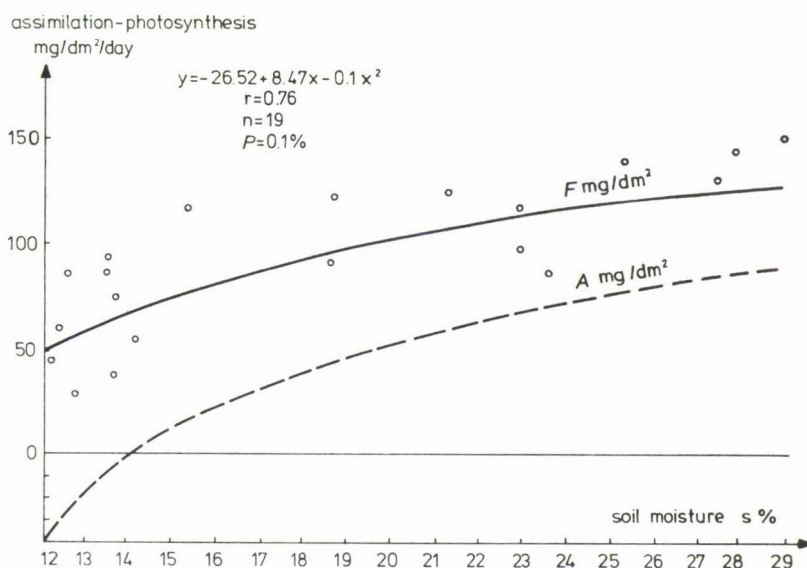 assimilation-photosynthesis
mg/dm²/day
y=-26.52+8.47x-0.1x²
r=0.76
n=19
P=0.1%
150
100
50
0
F mg/dm²
A mg/dm²
soil moisture s%
12 13 14 15 16 17 18 19 20 21 22 23 24 25 26 27 28 29